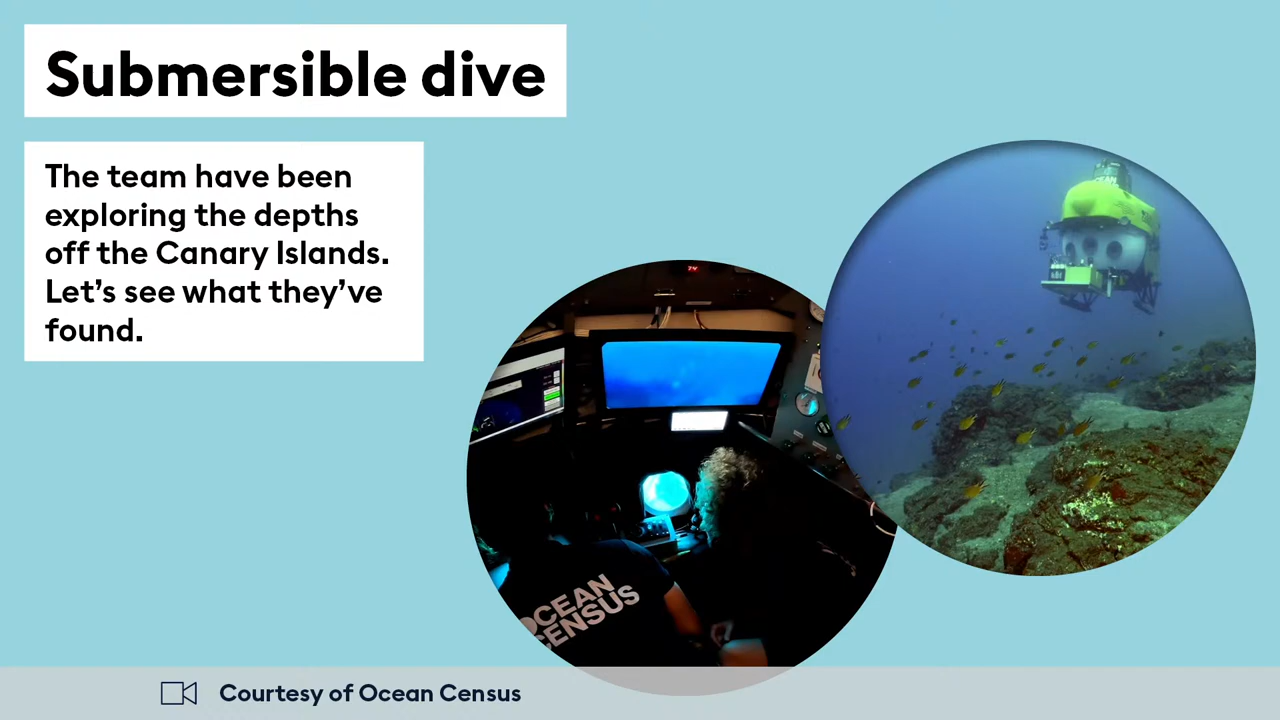 Submersible dive
The team have been
exploring the depths
off the Canary Islands.
Let's see what they've
found.
OCEAN
CENSUS
Courtesy of Ocean Census